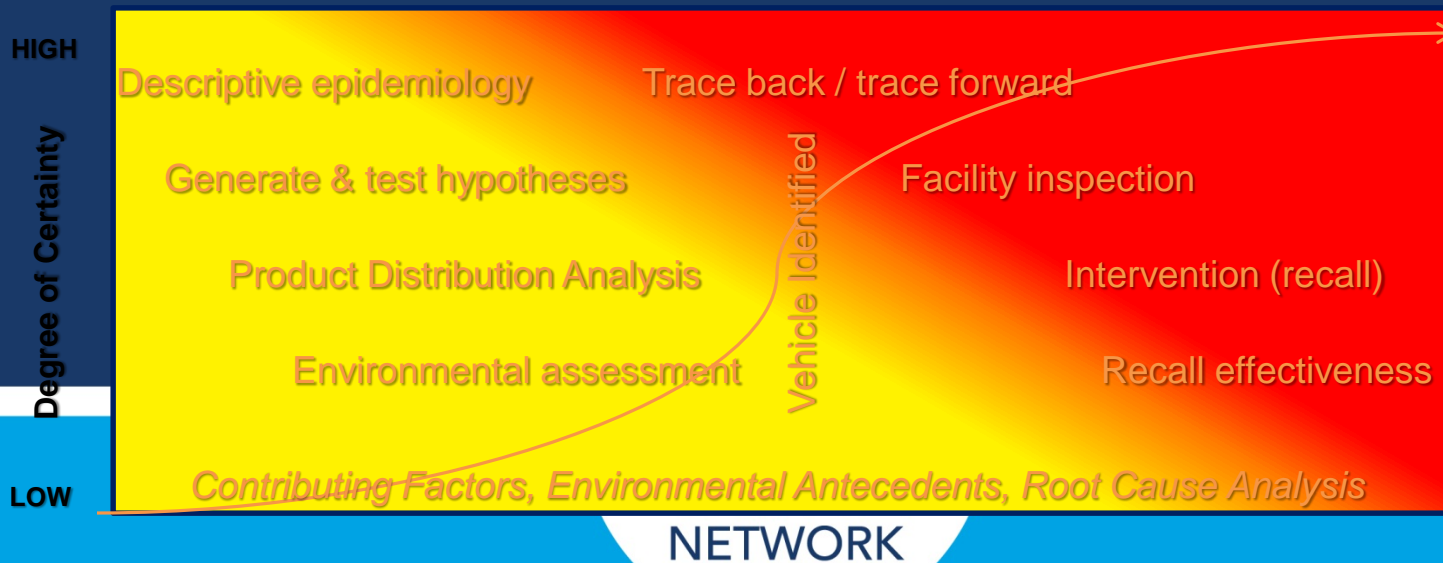 HIGH
Descriptive epidemiology
Trace back / trace forward
Degree of Certainty
Generate & test hypotheses
Vehicle Identified
Facility inspection
Product Distribution Analysis
Intervention (recall)
Environmental assessment
Recall effectiveness
LOW
Contributing Factors, Environmental Antecedents, Root Cause Analysis
NETWORK